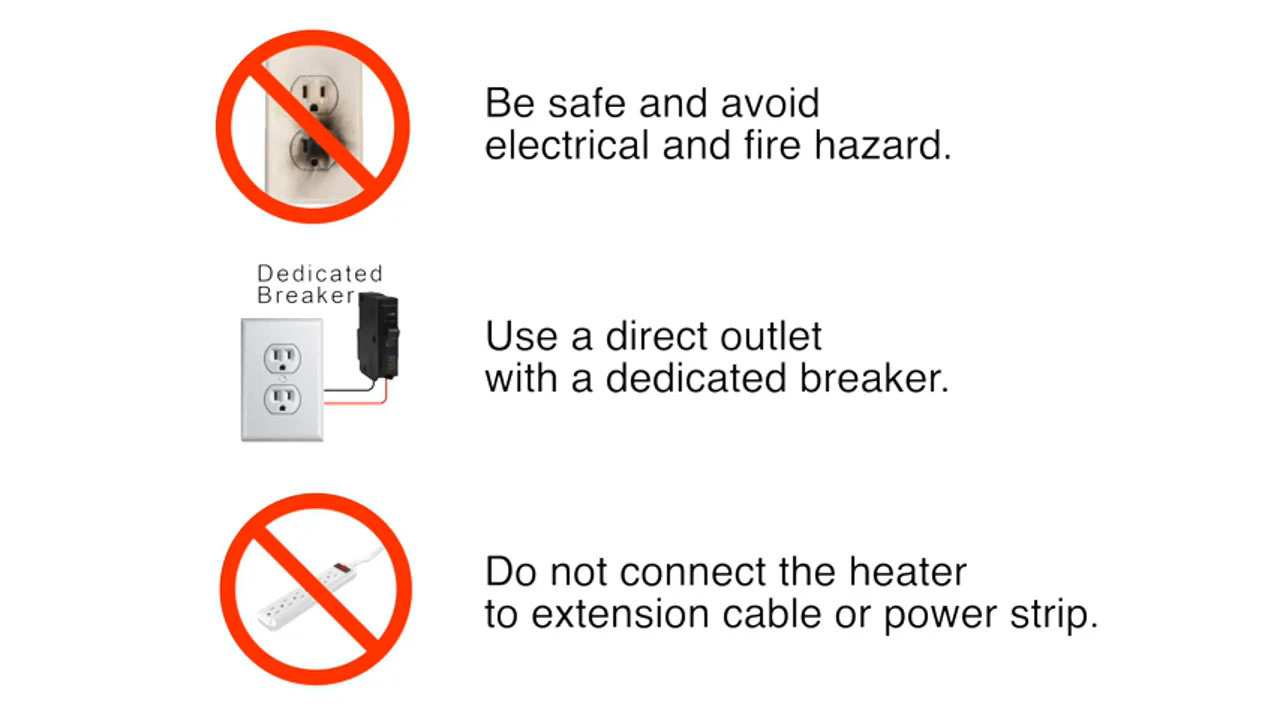 Be safe and avoid
electrical and fire hazard.
Dedicated
Breaker
Use a direct outlet
with a dedicated breaker.
Do not connect the heater
to extension cable or power strip.